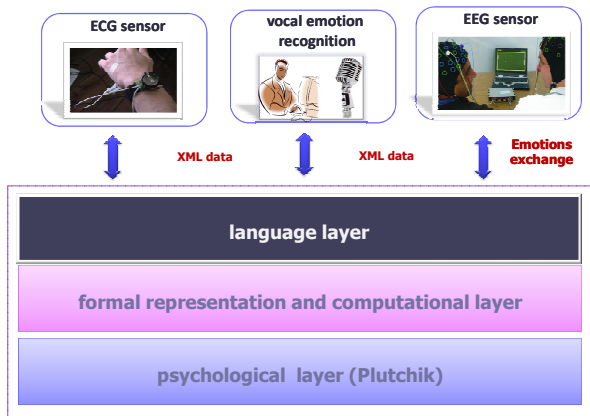 ECG sensor
vocal emotion
recognition
EEG sensor
XML data
XML data
Emotions
exchange
language layer
formal representation and computational layer
psychological layer (Plutchik)